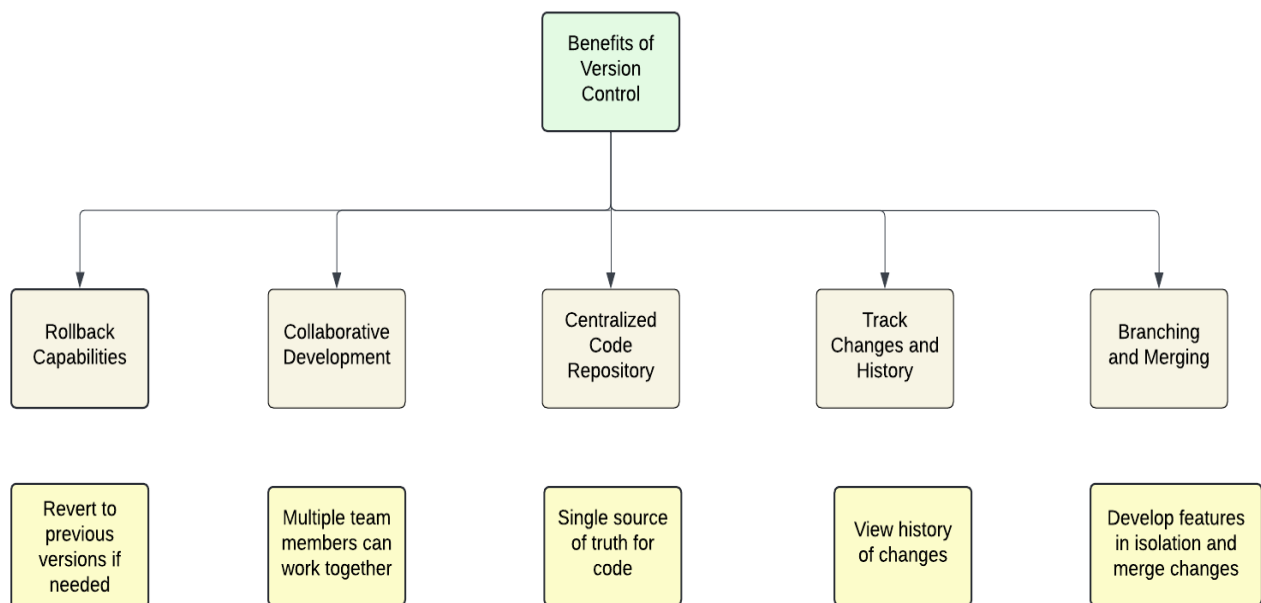 Benefits of
Version
Control
Rollback
Capabilities
Collaborative
Development
Centralized
Code
Repository
Track
Changes and
History
Branching
and Merging
Revert to
previous
versions if
needed
Multiple team
members can
work together
Single source
of truth for
code
View history
of changes
Develop features
in isolation and
merge changes